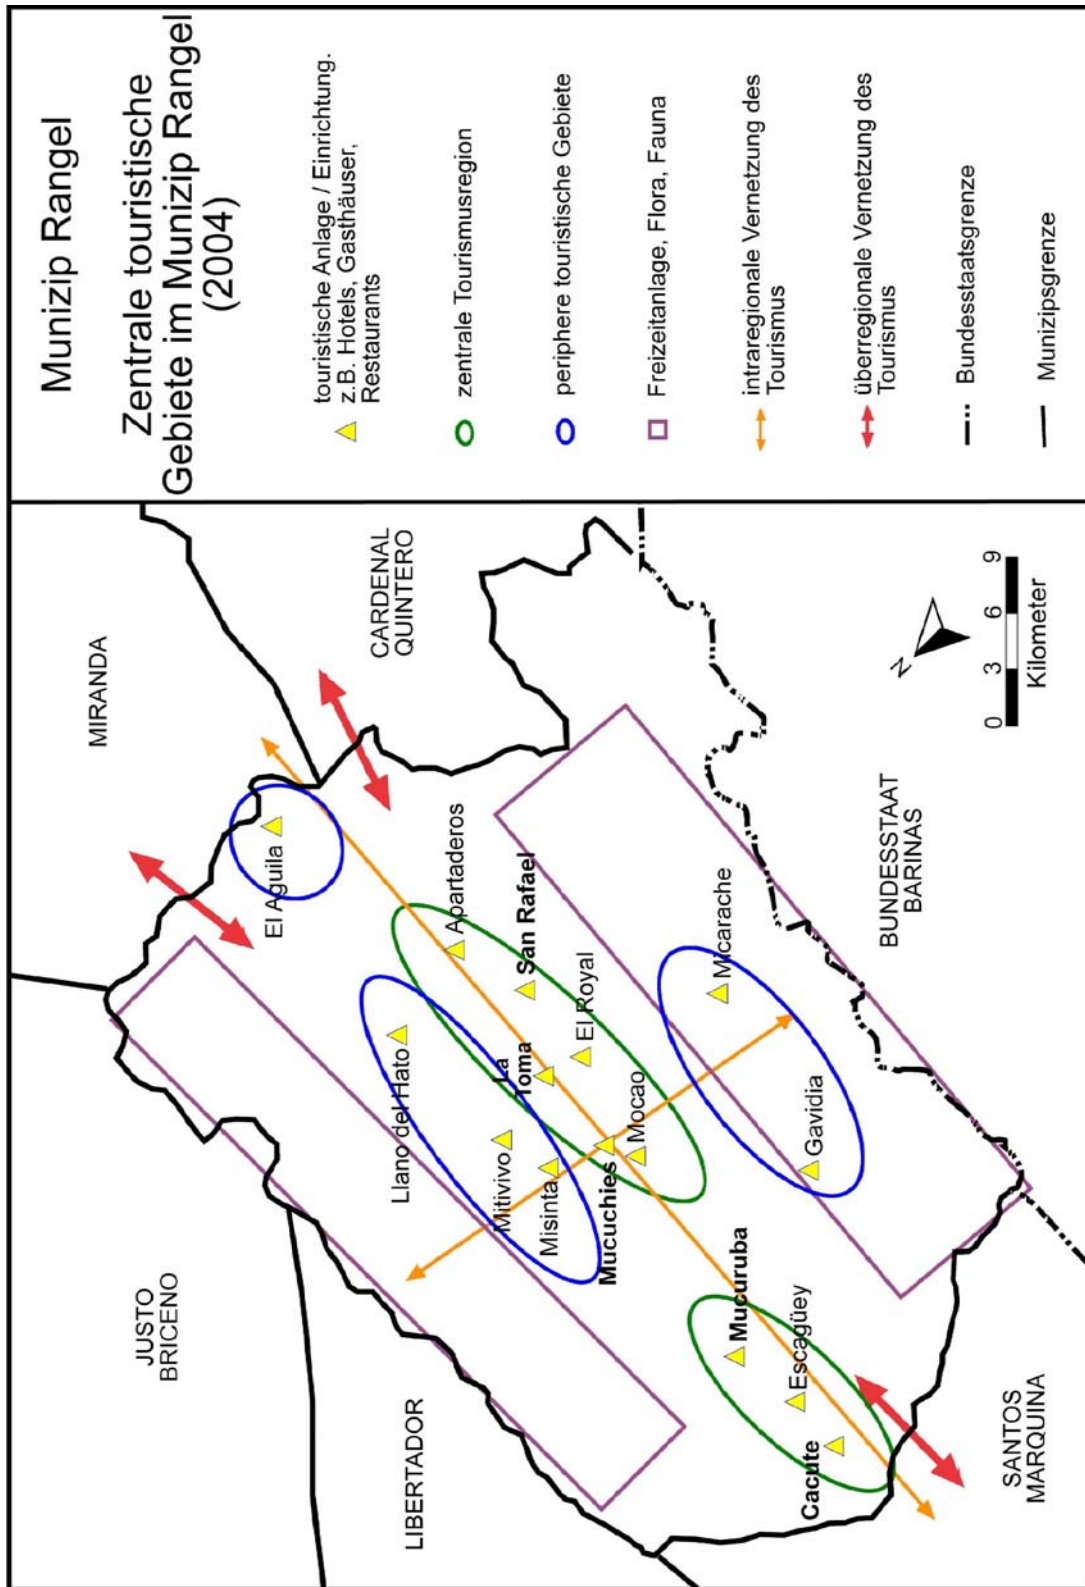 Munizip Rangel
Zentrale touristische
Gebiete im Munizip Rangel
(2004)
touristische Anlage / Einrichtung.
z.B. Hotels, Gasthäuser,
Restaurants
zentrale Tourismusregion
periphere touristische Gebiete
Freizeitanlage, Flora, Fauna
intraregionale Vernetzung des
Tourismus
überregionale Vernetzung des
Tourismus
Bundesstaatsgrenze
Munizipsgrenze
MIRANDA
CARDENAL
QUINTERO
JUSTO
BRICENO
LIBERTADOR
El Aguila
Apartaderos
Llano del Hato
San Rafael
La
Toma
El Royal
Mitivivo
Misinta
Mucuchies
Mocao
Micarache
Gavidia
Mucuruba
Escagüey
Cacute
BUNDESSTAAT
BARINAS
SANTOS
MARQUINA
N
0 3 6 9
Kilometer